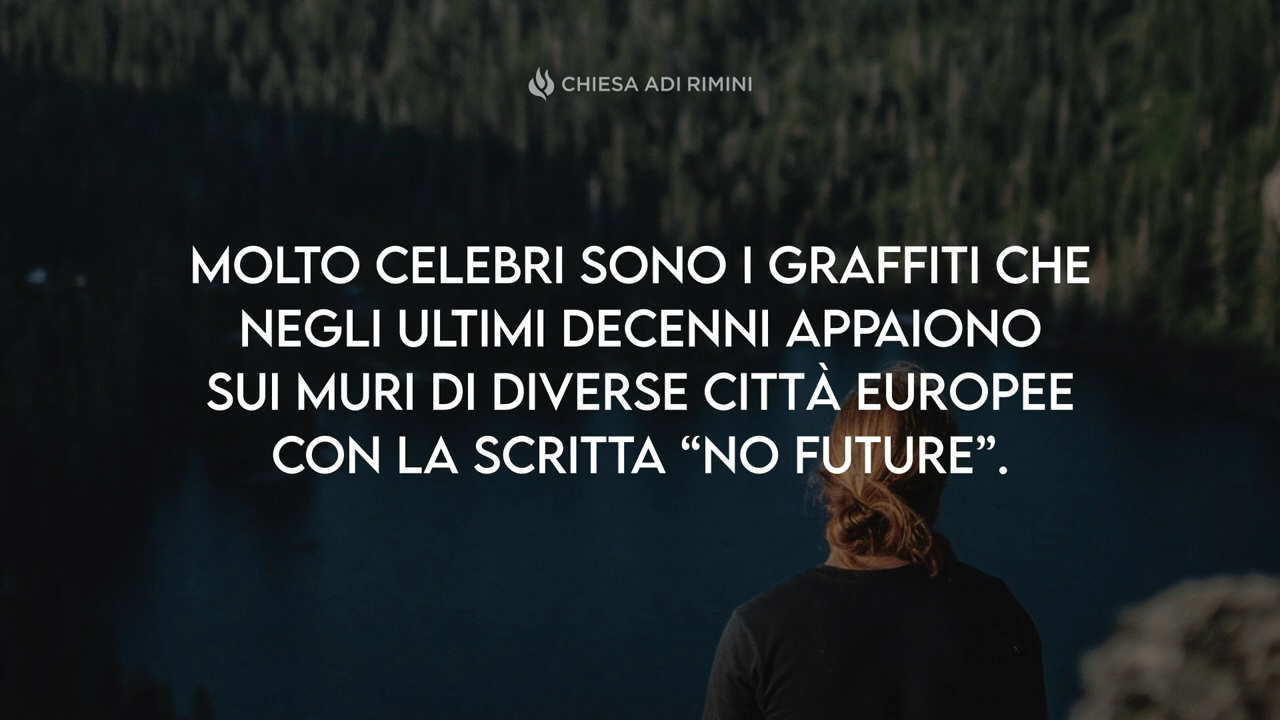 CHIESA ADI RIMINI
MOLTO CELEBRI SONO I GRAFFITI CHE
NEGLI ULTIMI DECENNI APPAIONO
SUI MURI DI DIVERSE CITTÀ EUROPEE
CON LA SCRITTA “NO FUTURE”.